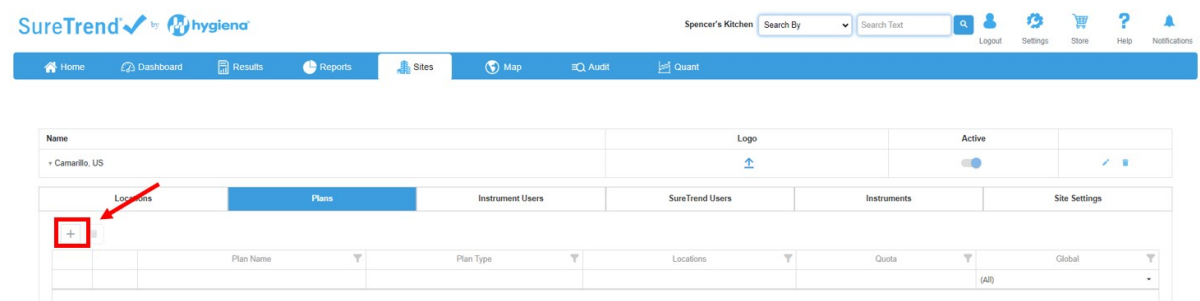 SureTrend by hygiena
Spencer's Kitchen Search By Search Text
Logout Settings Store Help Notifications
Home Dashboard Results Reports Sites Map Audit Quant
Name Logo Active
Camarillo, US
Locations Plans Instrument Users SureTrend Users Instruments Site Settings
+
Plan Name Plan Type Locations Quota Global
(All)